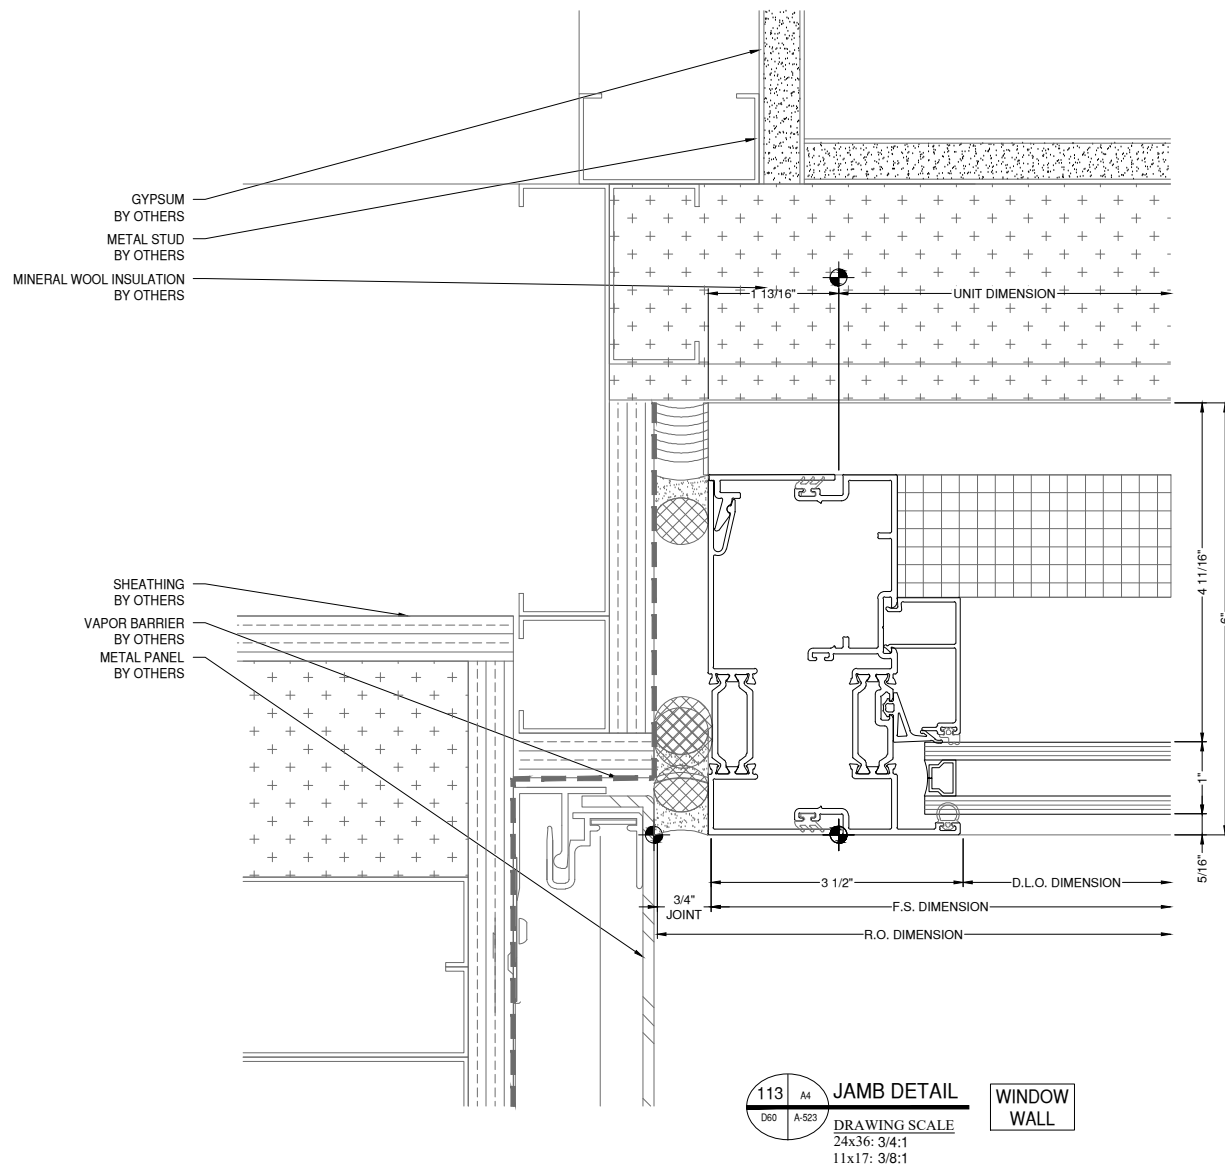 GYPSUM
BY OTHERS
METAL STUD
BY OTHERS
MINERAL WOOL INSULATION
BY OTHERS
1 13/16"
UNIT DIMENSION
SHEATHING
BY OTHERS
VAPOR BARRIER
BY OTHERS
METAL PANEL
BY OTHERS
4 11/16"
6"
1"
5/16"
3 1/2"
D.L.O. DIMENSION
3/4"
JOINT
F.S. DIMENSION
R.O. DIMENSION
113
A4
D60
A-523
JAMB DETAIL
DRAWING SCALE
24x36: 3/4:1
11x17: 3/8:1
WINDOW
WALL